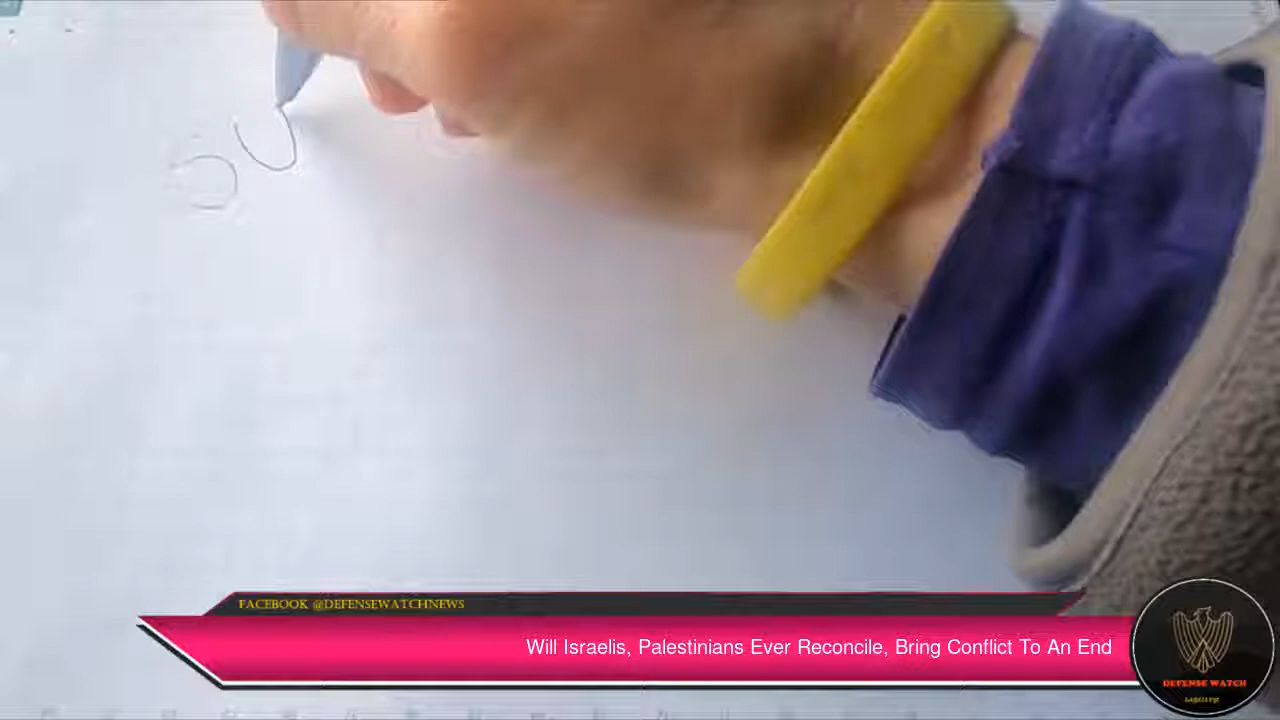 FACEBOOK @DEFENSEWATCHNEWS
Will Israelis, Palestinians Ever Reconcile, Bring Conflict To An End
DEFENSE WATCH